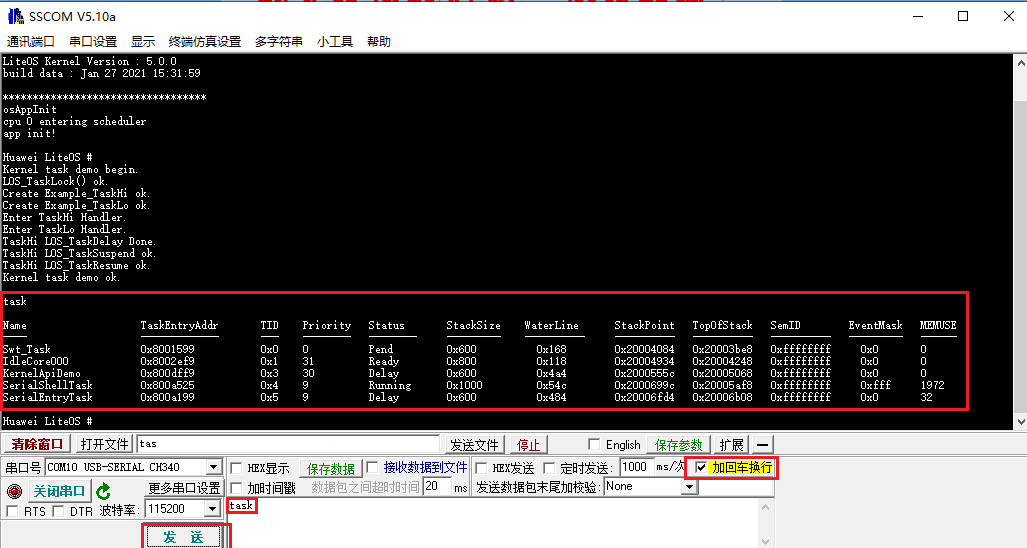 SSCOM V5.10a
通讯端口 串口设置 显示 终端仿真设置 多字符串 小工具 帮助
LiteOS Kernel Version : 5.0.0
build data : Jan 27 2021 15:31:59
**********************************
osAppInit
cpu 0 entering scheduler
app init!
Huawei LiteOS #
Kernel task demo begin.
LOS_TaskLock() ok.
Create Example_TaskHi ok.
Create Example_TaskLo ok.
Enter TaskHi Handler.
Enter TaskLo Handler.
TaskHi LOS_TaskDelay Done.
TaskHi LOS_TaskSuspend ok.
TaskHi LOS_TaskResume ok.
Kernel task demo ok.
task
Name TaskEntryAddr TID Priority Status StackSize WaterLine StackPoint TopOfStack SemID EventMask MEMUSE
Swt_Task 0x8001599 0x0 0 Pend 0x600 0x168 0x20004084 0x20003be8 0xffffffff 0x0 0
IdleCore000 0x8002ef9 0x1 31 Ready 0x800 0x118 0x20004934 0x20004248 0xffffffff 0x0 0
KernelApiDemo 0x800dff9 0x3 30 Delay 0x600 0x4a4 0x2000555c 0x20005068 0xffffffff 0x0 0
SerialShellTask 0x800a525 0x4 9 Running 0x1000 0x54c 0x2000699c 0x20005af8 0xffffffff 0xfff 1972
SerialEntryTask 0x800a199 0x5 9 Delay 0x600 0x484 0x20006fd4 0x20006b08 0xffffffff 0x0 32
Huawei LiteOS #
清除窗口 打开文件 tas 发送文件 停止 English 保存参数 扩展 —
串口号 COM10 USB-SERIAL CH340 HEX显示 保存数据 接收数据到文件 HEX发送 定时发送: 1000 ms/次 加回车换行
关闭串口 更多串口设置 加时间戳 数据包之间超时时间 20 ms 发送数据包末尾加校验: None
RTS DTR 波特率: 115200 task
发 送